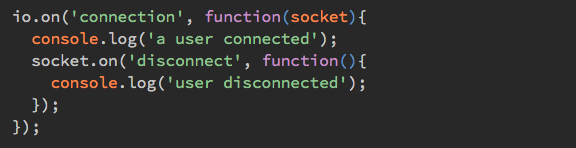 io.on('connection', function(socket){
  console.log('a user connected');
  socket.on('disconnect', function(){
    console.log('user disconnected');
  });
});